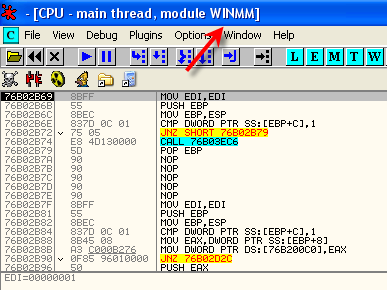 - [CPU - main thread, module WINMM]
C File View Debug Plugins Options Window Help
L E M T W
76B02B69 8BFF MOV EDI,EDI
76B02B6B 55 PUSH EBP
76B02B6C 8BEC MOV EBP,ESP
76B02B6E 837D 0C 01 CMP DWORD PTR SS:[EBP+C],1
76B02B72 75 05 JNZ SHORT 76B02B79
76B02B74 E8 4D130000 CALL 76B03EC6
76B02B79 5D POP EBP
76B02B7A 90 NOP
76B02B7B 90 NOP
76B02B7C 90 NOP
76B02B7D 90 NOP
76B02B7E 90 NOP
76B02B7F 8BFF MOV EDI,EDI
76B02B81 55 PUSH EBP
76B02B82 8BEC MOV EBP,ESP
76B02B84 837D 0C 01 CMP DWORD PTR SS:[EBP+C],1
76B02B88 8B45 08 MOV EAX,DWORD PTR SS:[EBP+8]
76B02B8B A3 C000B276 MOV DWORD PTR DS:[76B200C0],EAX
76B02B90 0F85 96010000 JNZ 76B02D2C
76B02B96 50 PUSH EAX
EDI=00000001